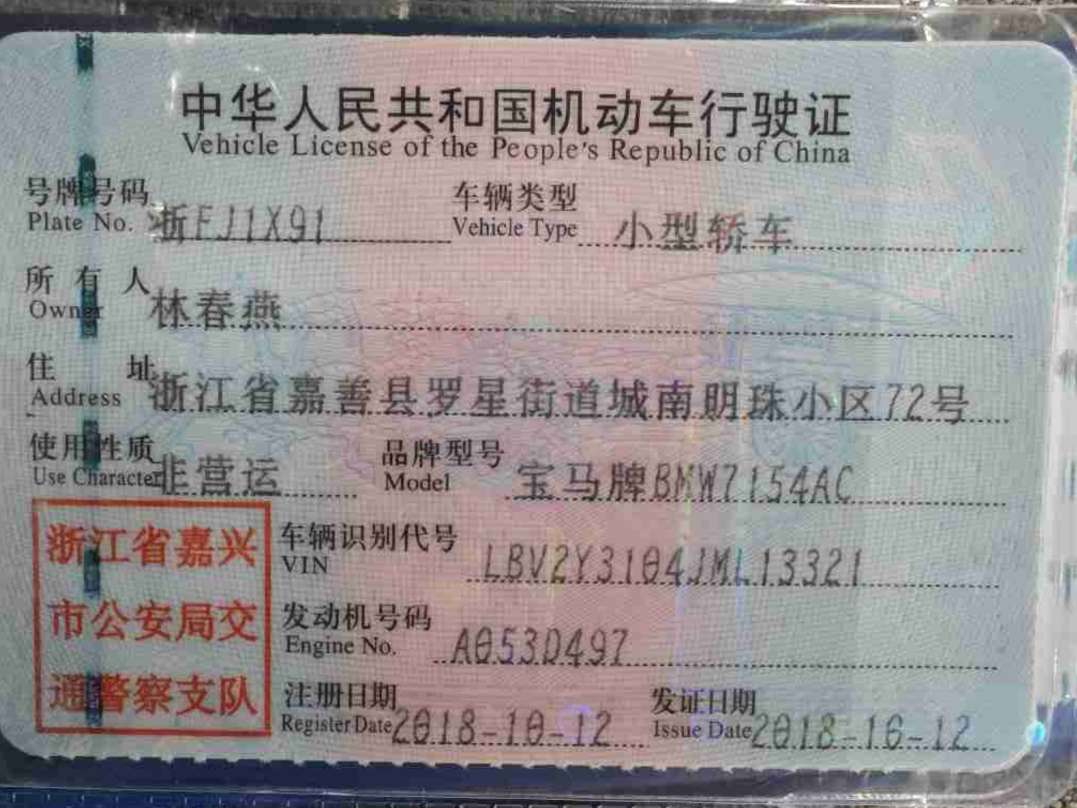 中华人民共和国机动车行驶证
Vehicle License of the People's Republic of China
号牌号码 浙FJ1X91 车辆类型 小型轿车
Plate No. Vehicle Type
所有人 林春燕
Owner
住址 浙江省嘉善县罗星街道城南明珠小区72号
Address
使用性质 非营运 品牌型号 宝马牌BMW7154AC
Use Character Model
浙江省嘉兴
市公安局交
通警察支队
车辆识别代号 LBV2Y3104JML13321
VIN
发动机号码 A053D497
Engine No.
注册日期 2018-10-12 发证日期 2018-10-12
Register Date Issue Date